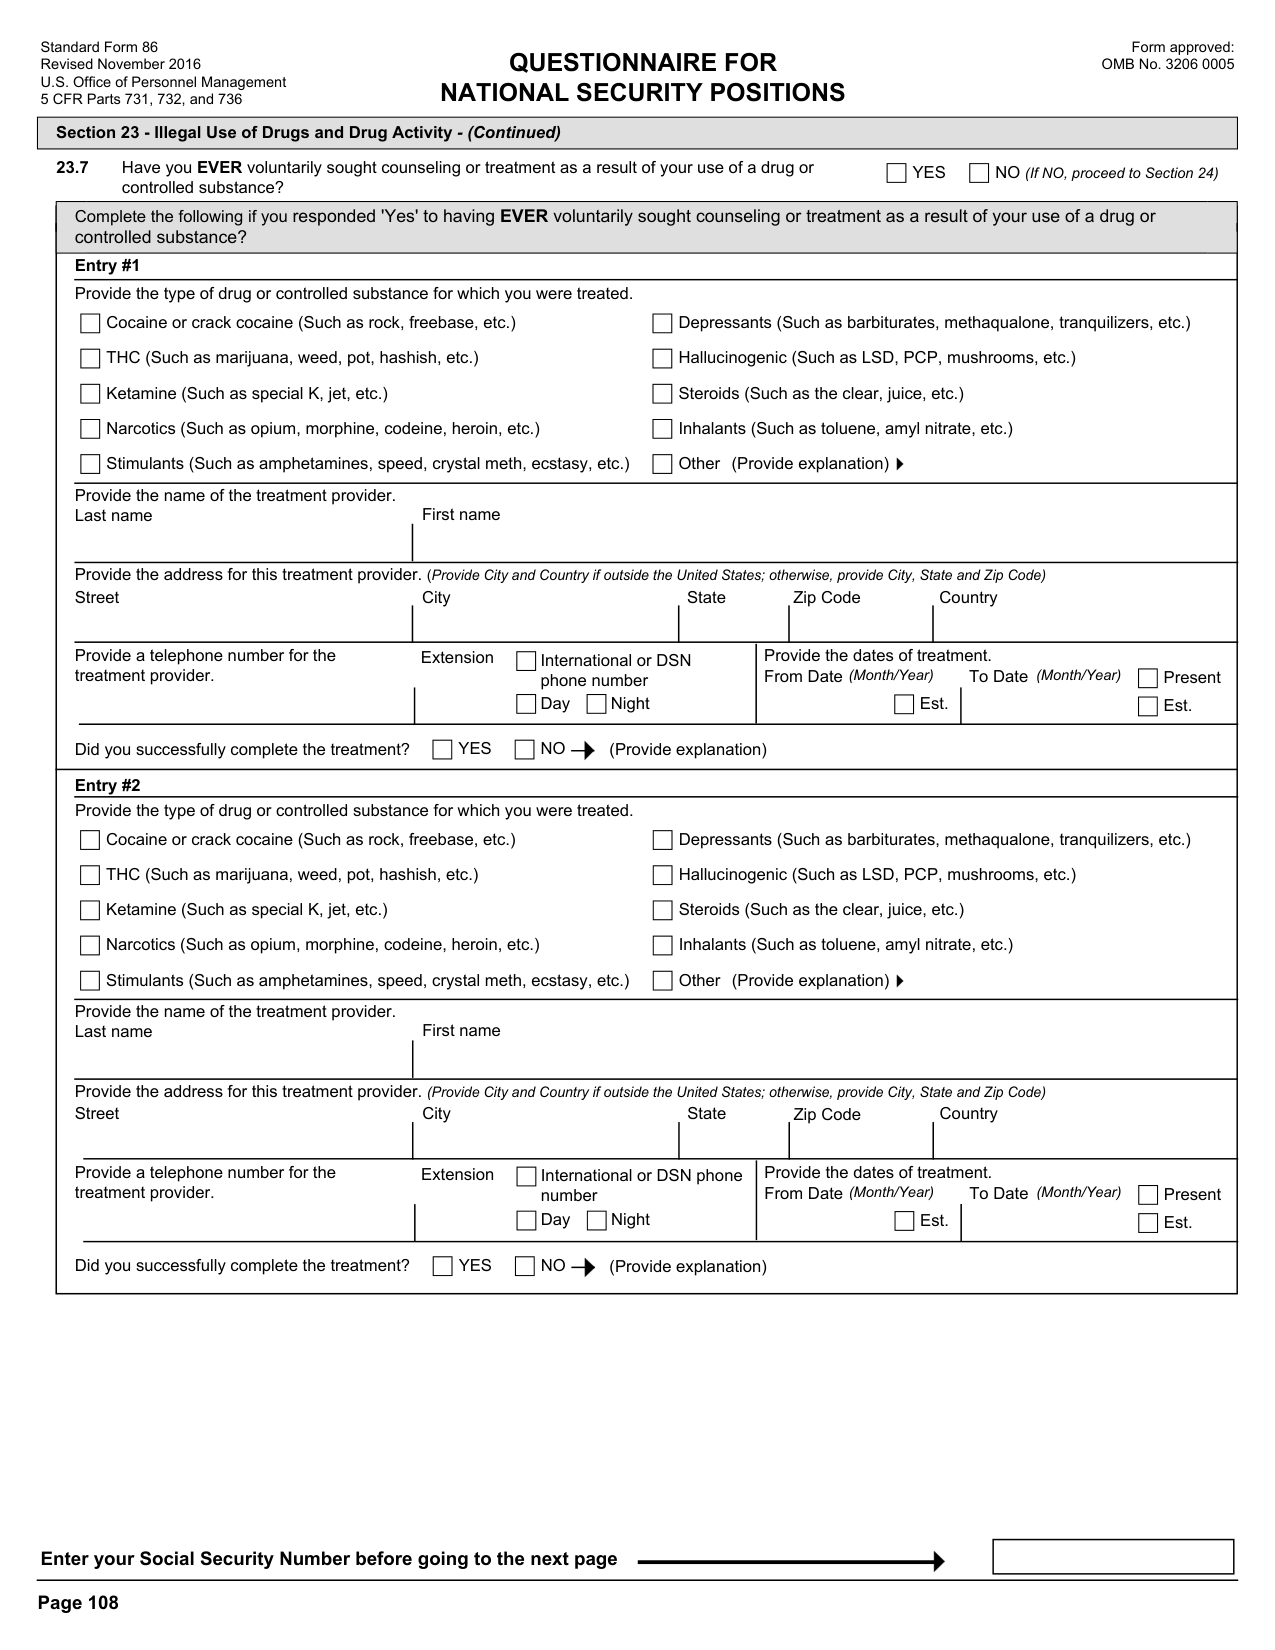 Standard Form 86
Revised November 2016
U.S. Office of Personnel Management
5 CFR Parts 731, 732, and 736
QUESTIONNAIRE FOR
NATIONAL SECURITY POSITIONS
Form approved:
OMB No. 3206 0005
Section 23 - Illegal Use of Drugs and Drug Activity - (Continued)
23.7 Have you EVER voluntarily sought counseling or treatment as a result of your use of a drug or
controlled substance?
YES NO (If NO, proceed to Section 24)
Complete the following if you responded 'Yes' to having EVER voluntarily sought counseling or treatment as a result of your use of a drug or
controlled substance?
Entry #1
Provide the type of drug or controlled substance for which you were treated.
Cocaine or crack cocaine (Such as rock, freebase, etc.) Depressants (Such as barbiturates, methaqualone, tranquilizers, etc.)
THC (Such as marijuana, weed, pot, hashish, etc.) Hallucinogenic (Such as LSD, PCP, mushrooms, etc.)
Ketamine (Such as special K, jet, etc.) Steroids (Such as the clear, juice, etc.)
Narcotics (Such as opium, morphine, codeine, heroin, etc.) Inhalants (Such as toluene, amyl nitrate, etc.)
Stimulants (Such as amphetamines, speed, crystal meth, ecstasy, etc.) Other (Provide explanation)
Provide the name of the treatment provider.
Last name First name
Provide the address for this treatment provider. (Provide City and Country if outside the United States; otherwise, provide City, State and Zip Code)
Street City State Zip Code Country
Provide a telephone number for the
treatment provider.
Extension
International or DSN
phone number
Day Night
Provide the dates of treatment.
From Date (Month/Year) To Date (Month/Year) Present
Est. Est.
Did you successfully complete the treatment? YES NO (Provide explanation)
Entry #2
Provide the type of drug or controlled substance for which you were treated.
Cocaine or crack cocaine (Such as rock, freebase, etc.) Depressants (Such as barbiturates, methaqualone, tranquilizers, etc.)
THC (Such as marijuana, weed, pot, hashish, etc.) Hallucinogenic (Such as LSD, PCP, mushrooms, etc.)
Ketamine (Such as special K, jet, etc.) Steroids (Such as the clear, juice, etc.)
Narcotics (Such as opium, morphine, codeine, heroin, etc.) Inhalants (Such as toluene, amyl nitrate, etc.)
Stimulants (Such as amphetamines, speed, crystal meth, ecstasy, etc.) Other (Provide explanation)
Provide the name of the treatment provider.
Last name First name
Provide the address for this treatment provider. (Provide City and Country if outside the United States; otherwise, provide City, State and Zip Code)
Street City State Zip Code Country
Provide a telephone number for the
treatment provider.
Extension
International or DSN phone
number
Day Night
Provide the dates of treatment.
From Date (Month/Year) To Date (Month/Year) Present
Est. Est.
Did you successfully complete the treatment? YES NO (Provide explanation)
Enter your Social Security Number before going to the next page
Page 108